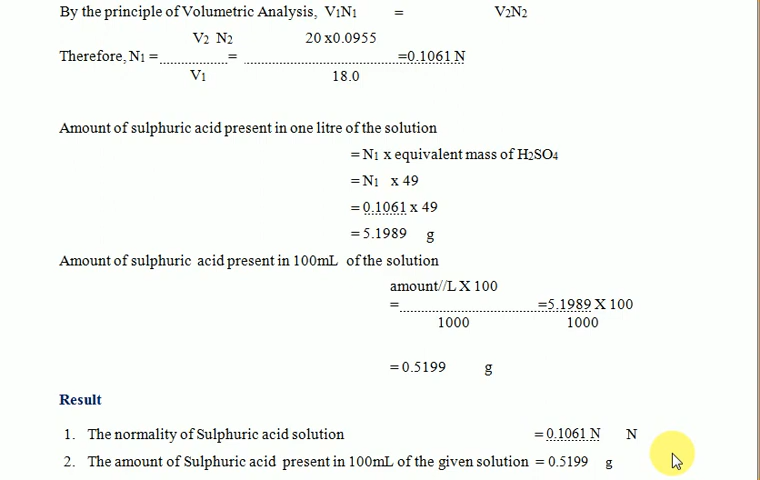 By the principle of Volumetric Analysis, V1N1 = V2N2
V2 N2 20 x0.0955
Therefore, N1 = ..................= ........................................=0.1061 N
V1 18.0
Amount of sulphuric acid present in one litre of the solution
= N1 x equivalent mass of H2SO4
= N1 x 49
= 0.1061 x 49
= 5.1989 g
Amount of sulphuric acid present in 100mL of the solution
amount//L X 100
=....................................=5.1989 X 100
1000 1000
= 0.5199 g
Result
1. The normality of Sulphuric acid solution = 0.1061 N N
2. The amount of Sulphuric acid present in 100mL of the given solution = 0.5199 g